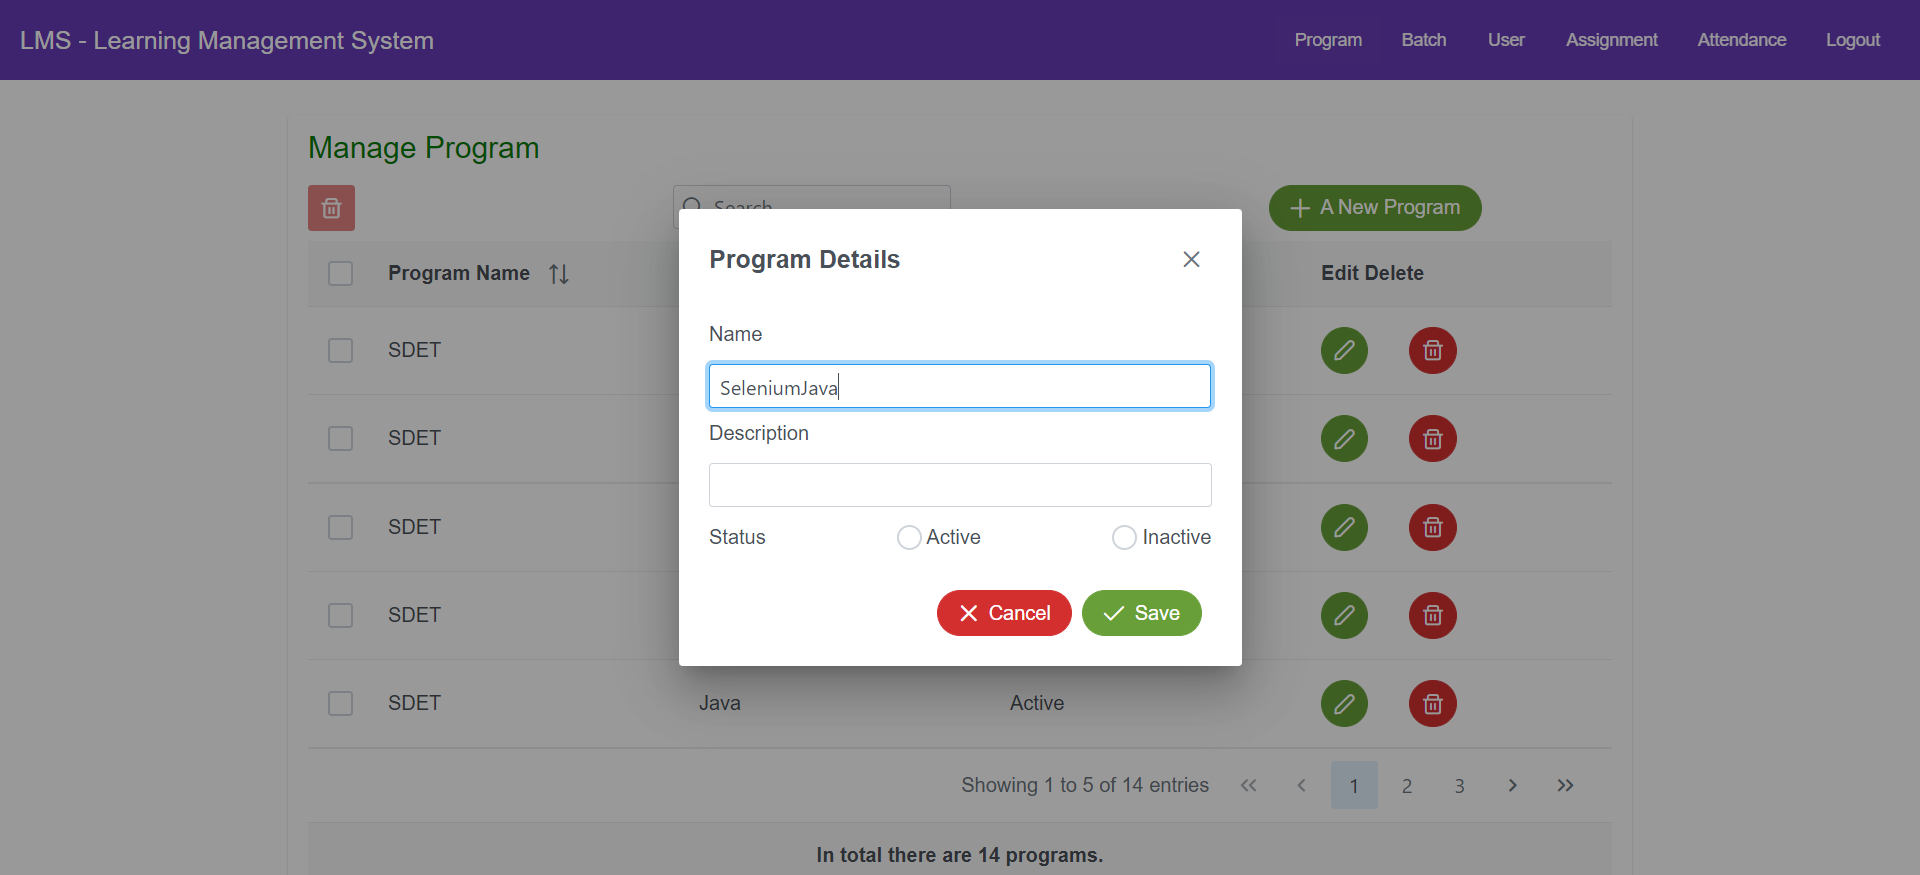 LMS - Learning Management System
Program Batch User Assignment Attendance Logout
Manage Program
Search
A New Program
Program Name Edit Delete
Program Details
Name
SeleniumJava
Description
Status Active Inactive
Cancel Save
SDET
SDET
SDET
SDET
SDET Java Active
Showing 1 to 5 of 14 entries « ‹ 1 2 3 › »
In total there are 14 programs.